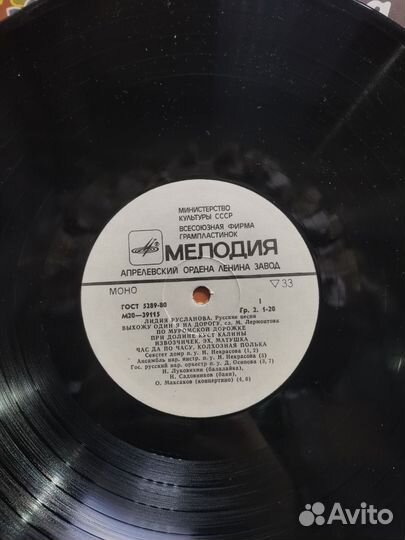 МИНИСТЕРСТВО
КУЛЬТУРЫ СССР
ВСЕСОЮЗНАЯ ФИРМА
ГРАМПЛАСТИНОК
МЕЛОДИЯ
АПРЕЛЕВСКИЙ ОРДЕНА ЛЕНИНА ЗАВОД
МОНО ▽33
ГОСТ 5289-80 1
М20—39115 Гр. 2. 1-20
ЛИДИЯ РУСЛАНОВА. Русские песни
ВЫХОЖУ ОДИН Я НА ДОРОГУ, сл. М. Лермонтова
ПО МУРОМСКОЙ ДОРОЖКЕ
ПРИ ДОЛИНЕ КУСТ КАЛИНЫ
ИЗВОЗЧИЧЕК, ЭХ, МАТУШКА
ЧАС ДА ПО ЧАСУ, КОЛХОЗНАЯ ПОЛЬКА
Секстет домр п. у. Н. Некрасова (1, 2)
Ансамбль нар. инстр. п. у. Н. Некрасова (5)
Гос. русский нар. оркестр п. у. Д. Осипова (3, 7)
Н. Луковихин (балалайка),
Н. Садовников (баян),
О. Максаков (концертино) (4, 6)
Avito